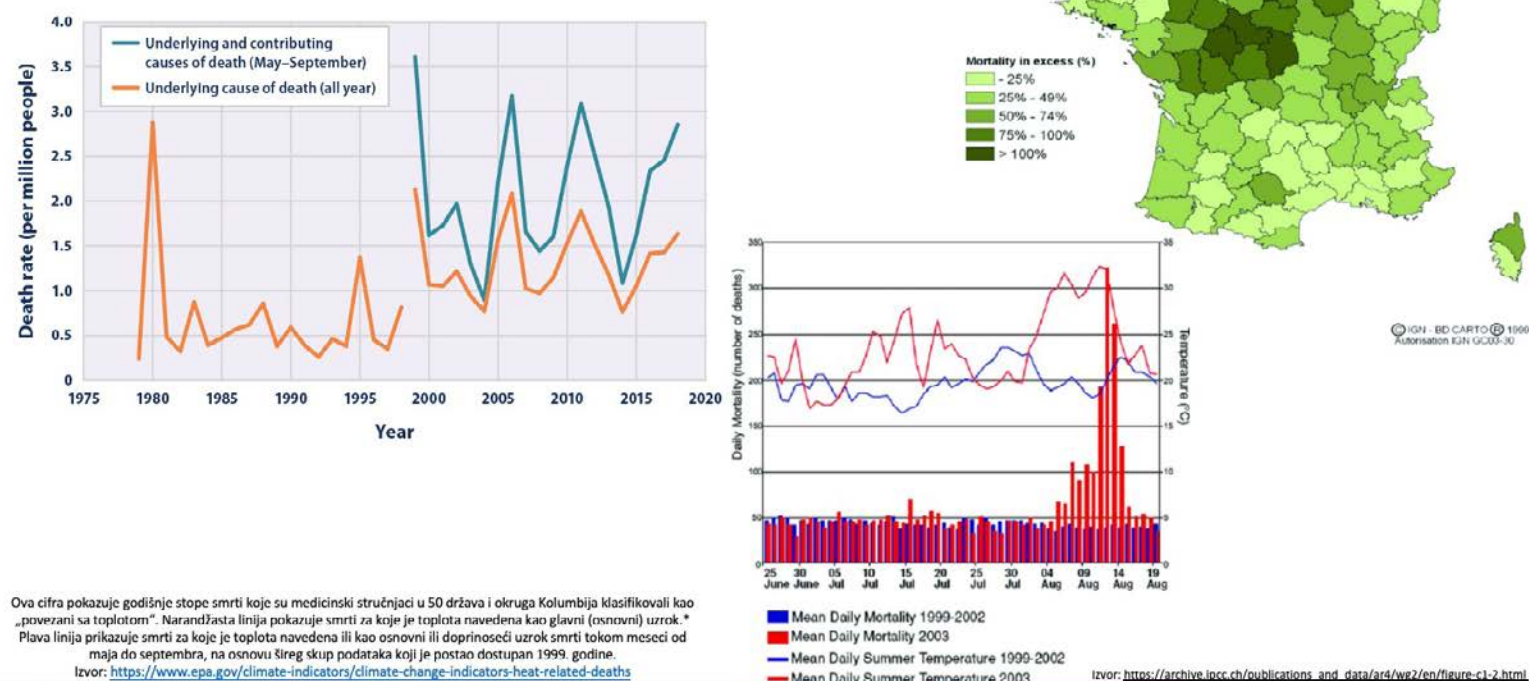 4.0
3.5
3.0
2.5
2.0
1.5
1.0
0.5
0
Death rate (per million people)
Underlying and contributing
causes of death (May–September)
Underlying cause of death (all year)
1975 1980 1985 1990 1995 2000 2005 2010 2015 2020
Year
Mortality in excess (%)
- 25%
25% - 49%
50% - 74%
75% - 100%
> 100%
© IGN - BD CARTO ® 1999
Autorisation IGN GC03-30
Daily Mortality (number of deaths)
350
300
250
200
150
100
50
0
Temperature (°C)
35
30
25
20
15
10
5
0
25 30 05 10 15 20 25 30 04 09 14 19
June June Jul Jul Jul Jul Jul Jul Aug Aug Aug Aug
Mean Daily Mortality 1999-2002
Mean Daily Mortality 2003
Mean Daily Summer Temperature 1999-2002
Mean Daily Summer Temperature 2003
Ova cifra pokazuje godišnje stope smrti koje su medicinski stručnjaci u 50 država i okruga Kolumbija klasifikovali kao
„povezani sa toplotom“. Narandžasta linija pokazuje smrti za koje je toplota navedena kao glavni (osnovni) uzrok.*
Plava linija prikazuje smrti za koje je toplota navedena ili kao osnovni ili doprinoseći uzrok smrti tokom meseci od
maja do septembra, na osnovu šireg skup podataka koji je postao dostupan 1999. godine.
Izvor: https://www.epa.gov/climate-indicators/climate-change-indicators-heat-related-deaths
Izvor: https://archive.ipcc.ch/publications_and_data/ar4/wg2/en/figure-c1-2.html